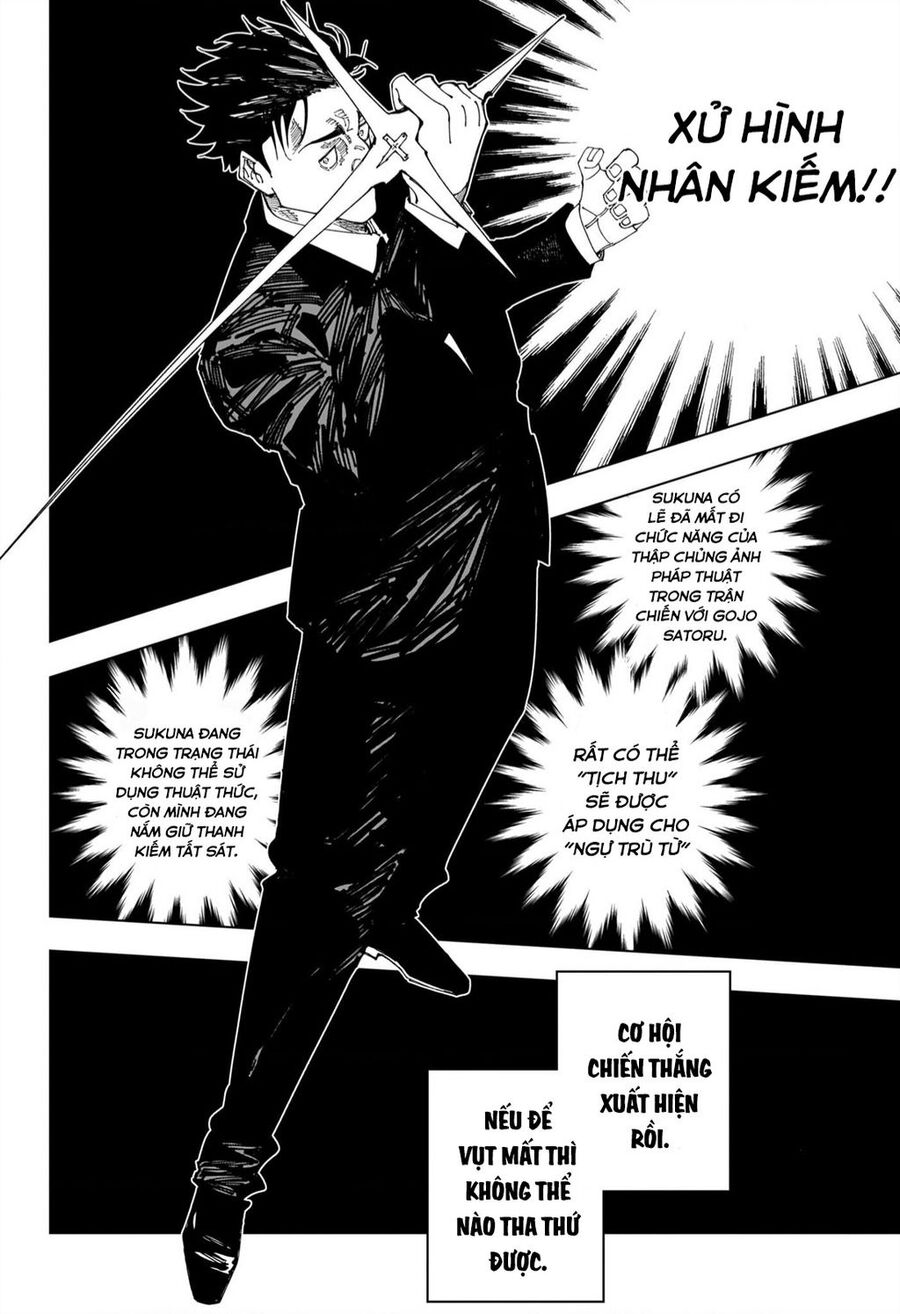 XỬ HÌNH
NHÂN KIẾM!!
SUKUNA CÓ
LẼ ĐÃ MẤT ĐI
CHỨC NĂNG CỦA
THẬP CHỦNG ẢNH
PHÁP THUẬT
TRONG TRẬN
CHIẾN VỚI GOJO
SATORU.
RẤT CÓ THỂ
“TỊCH THU”
SẼ ĐƯỢC
ÁP DỤNG CHO
“NGỰ TRÙ TỬ”
SUKUNA ĐANG
TRONG TRẠNG THÁI
KHÔNG THỂ SỬ
DỤNG THUẬT THỨC,
CÒN MÌNH ĐANG
NẮM GIỮ THANH
KIẾM TẤT SÁT.
CƠ HỘI
CHIẾN THẮNG
XUẤT HIỆN
RỒI.
NẾU ĐỂ
VỤT MẤT THÌ
KHÔNG THỂ
NÀO THA THỨ
ĐƯỢC.